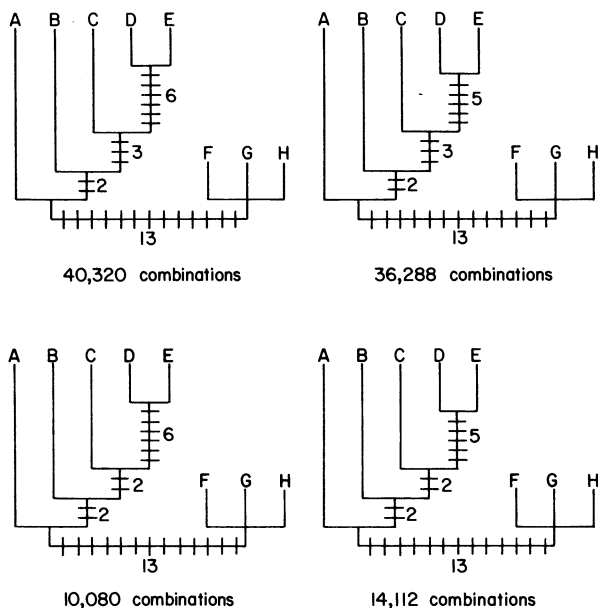 A B C D E
6
3
2
F G H
13
40,320 combinations
A B C D E
5
3
2
F G H
13
36,288 combinations
A B C D E
6
2
2
F G H
13
10,080 combinations
A B C D E
5
2
2
F G H
13
14,112 combinations